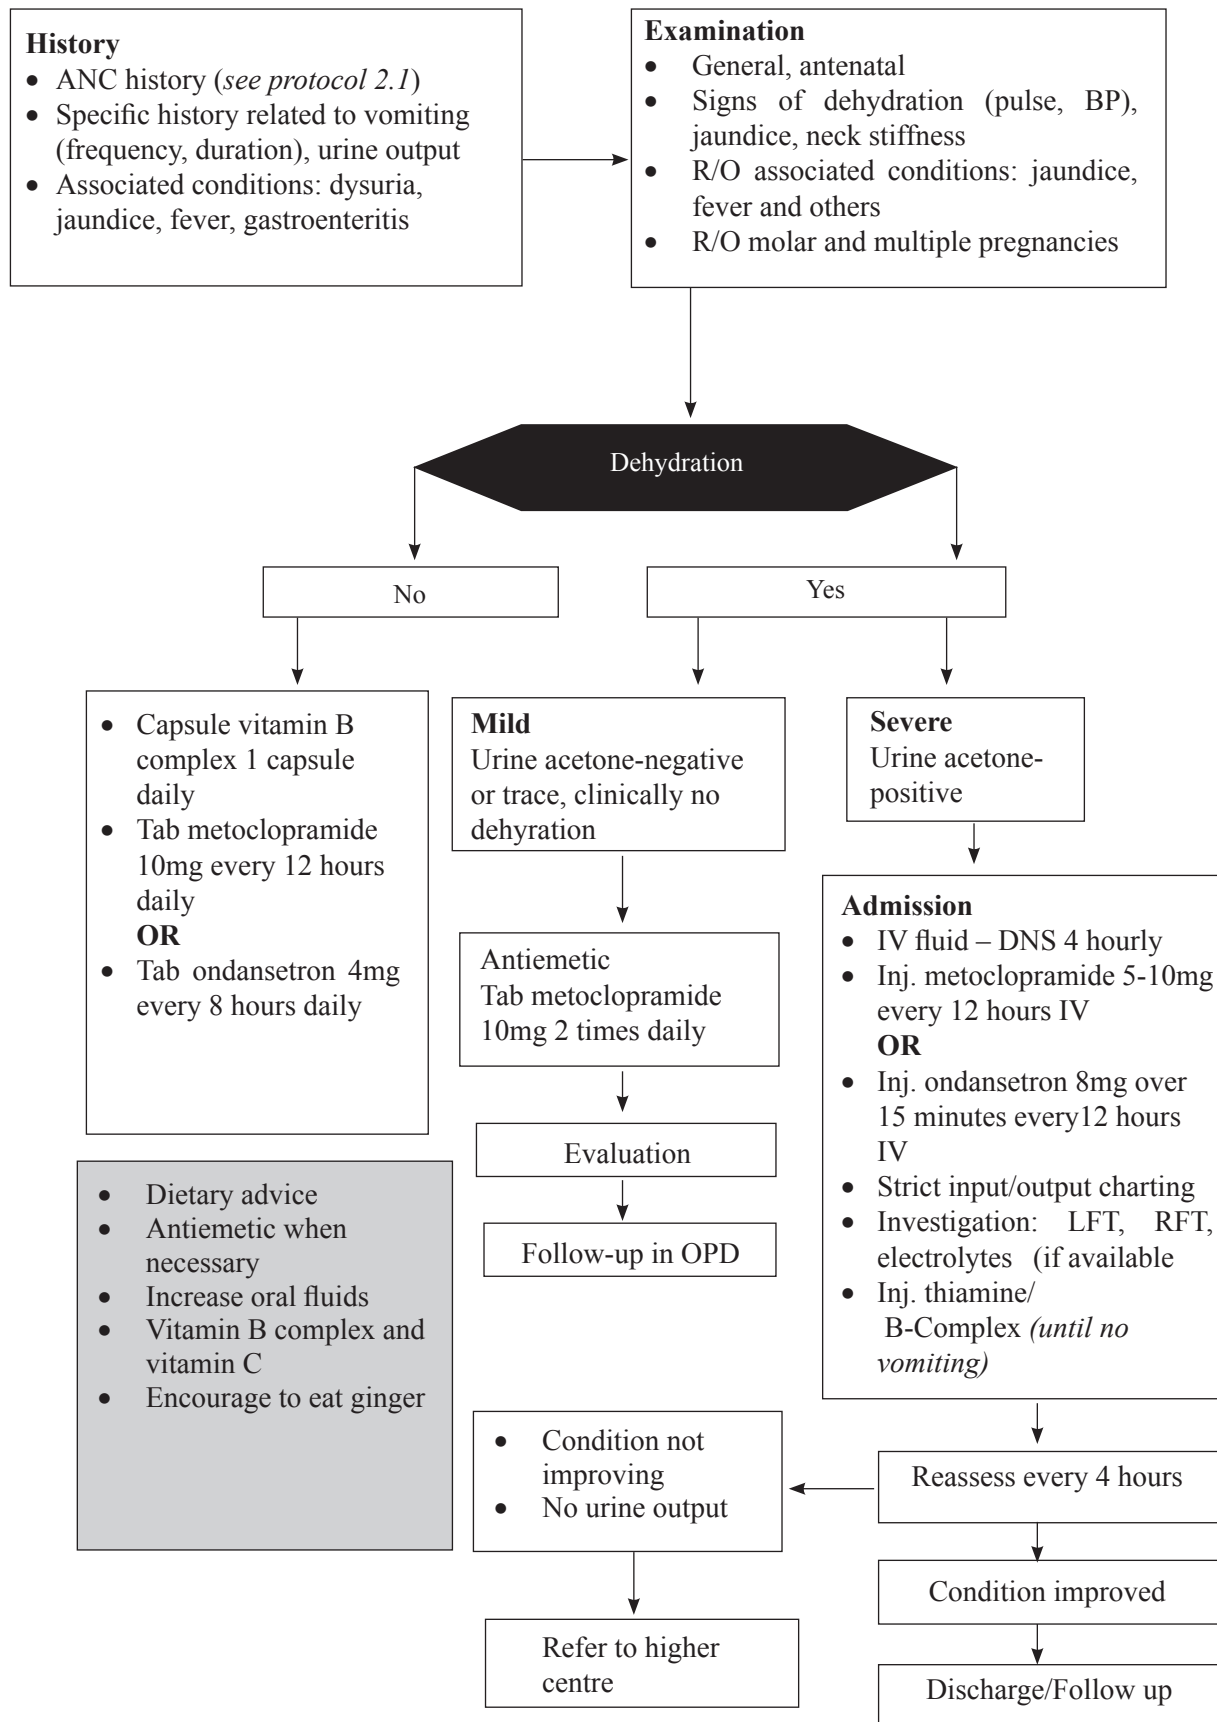 History
• ANC history (see protocol 2.1)
• Specific history related to vomiting
(frequency, duration), urine output
• Associated conditions: dysuria,
jaundice, fever, gastroenteritis
Examination
• General, antenatal
• Signs of dehydration (pulse, BP),
jaundice, neck stiffness
• R/O associated conditions: jaundice,
fever and others
• R/O molar and multiple pregnancies
Dehydration
No
Yes
• Capsule vitamin B
complex 1 capsule
daily
• Tab metoclopramide
10mg every 12 hours
daily
OR
• Tab ondansetron 4mg
every 8 hours daily
Mild
Urine acetone-negative
or trace, clinically no
dehyration
Severe
Urine acetone-
positive
Antiemetic
Tab metoclopramide
10mg 2 times daily
Evaluation
Follow-up in OPD
Admission
• IV fluid – DNS 4 hourly
• Inj. metoclopramide 5-10mg
every 12 hours IV
OR
• Inj. ondansetron 8mg over
15 minutes every12 hours
IV
• Strict input/output charting
• Investigation: LFT, RFT,
electrolytes (if available
• Inj. thiamine/
B-Complex (until no
vomiting)
• Dietary advice
• Antiemetic when
necessary
• Increase oral fluids
• Vitamin B complex and
vitamin C
• Encourage to eat ginger
• Condition not
improving
• No urine output
Reassess every 4 hours
Condition improved
Refer to higher
centre
Discharge/Follow up